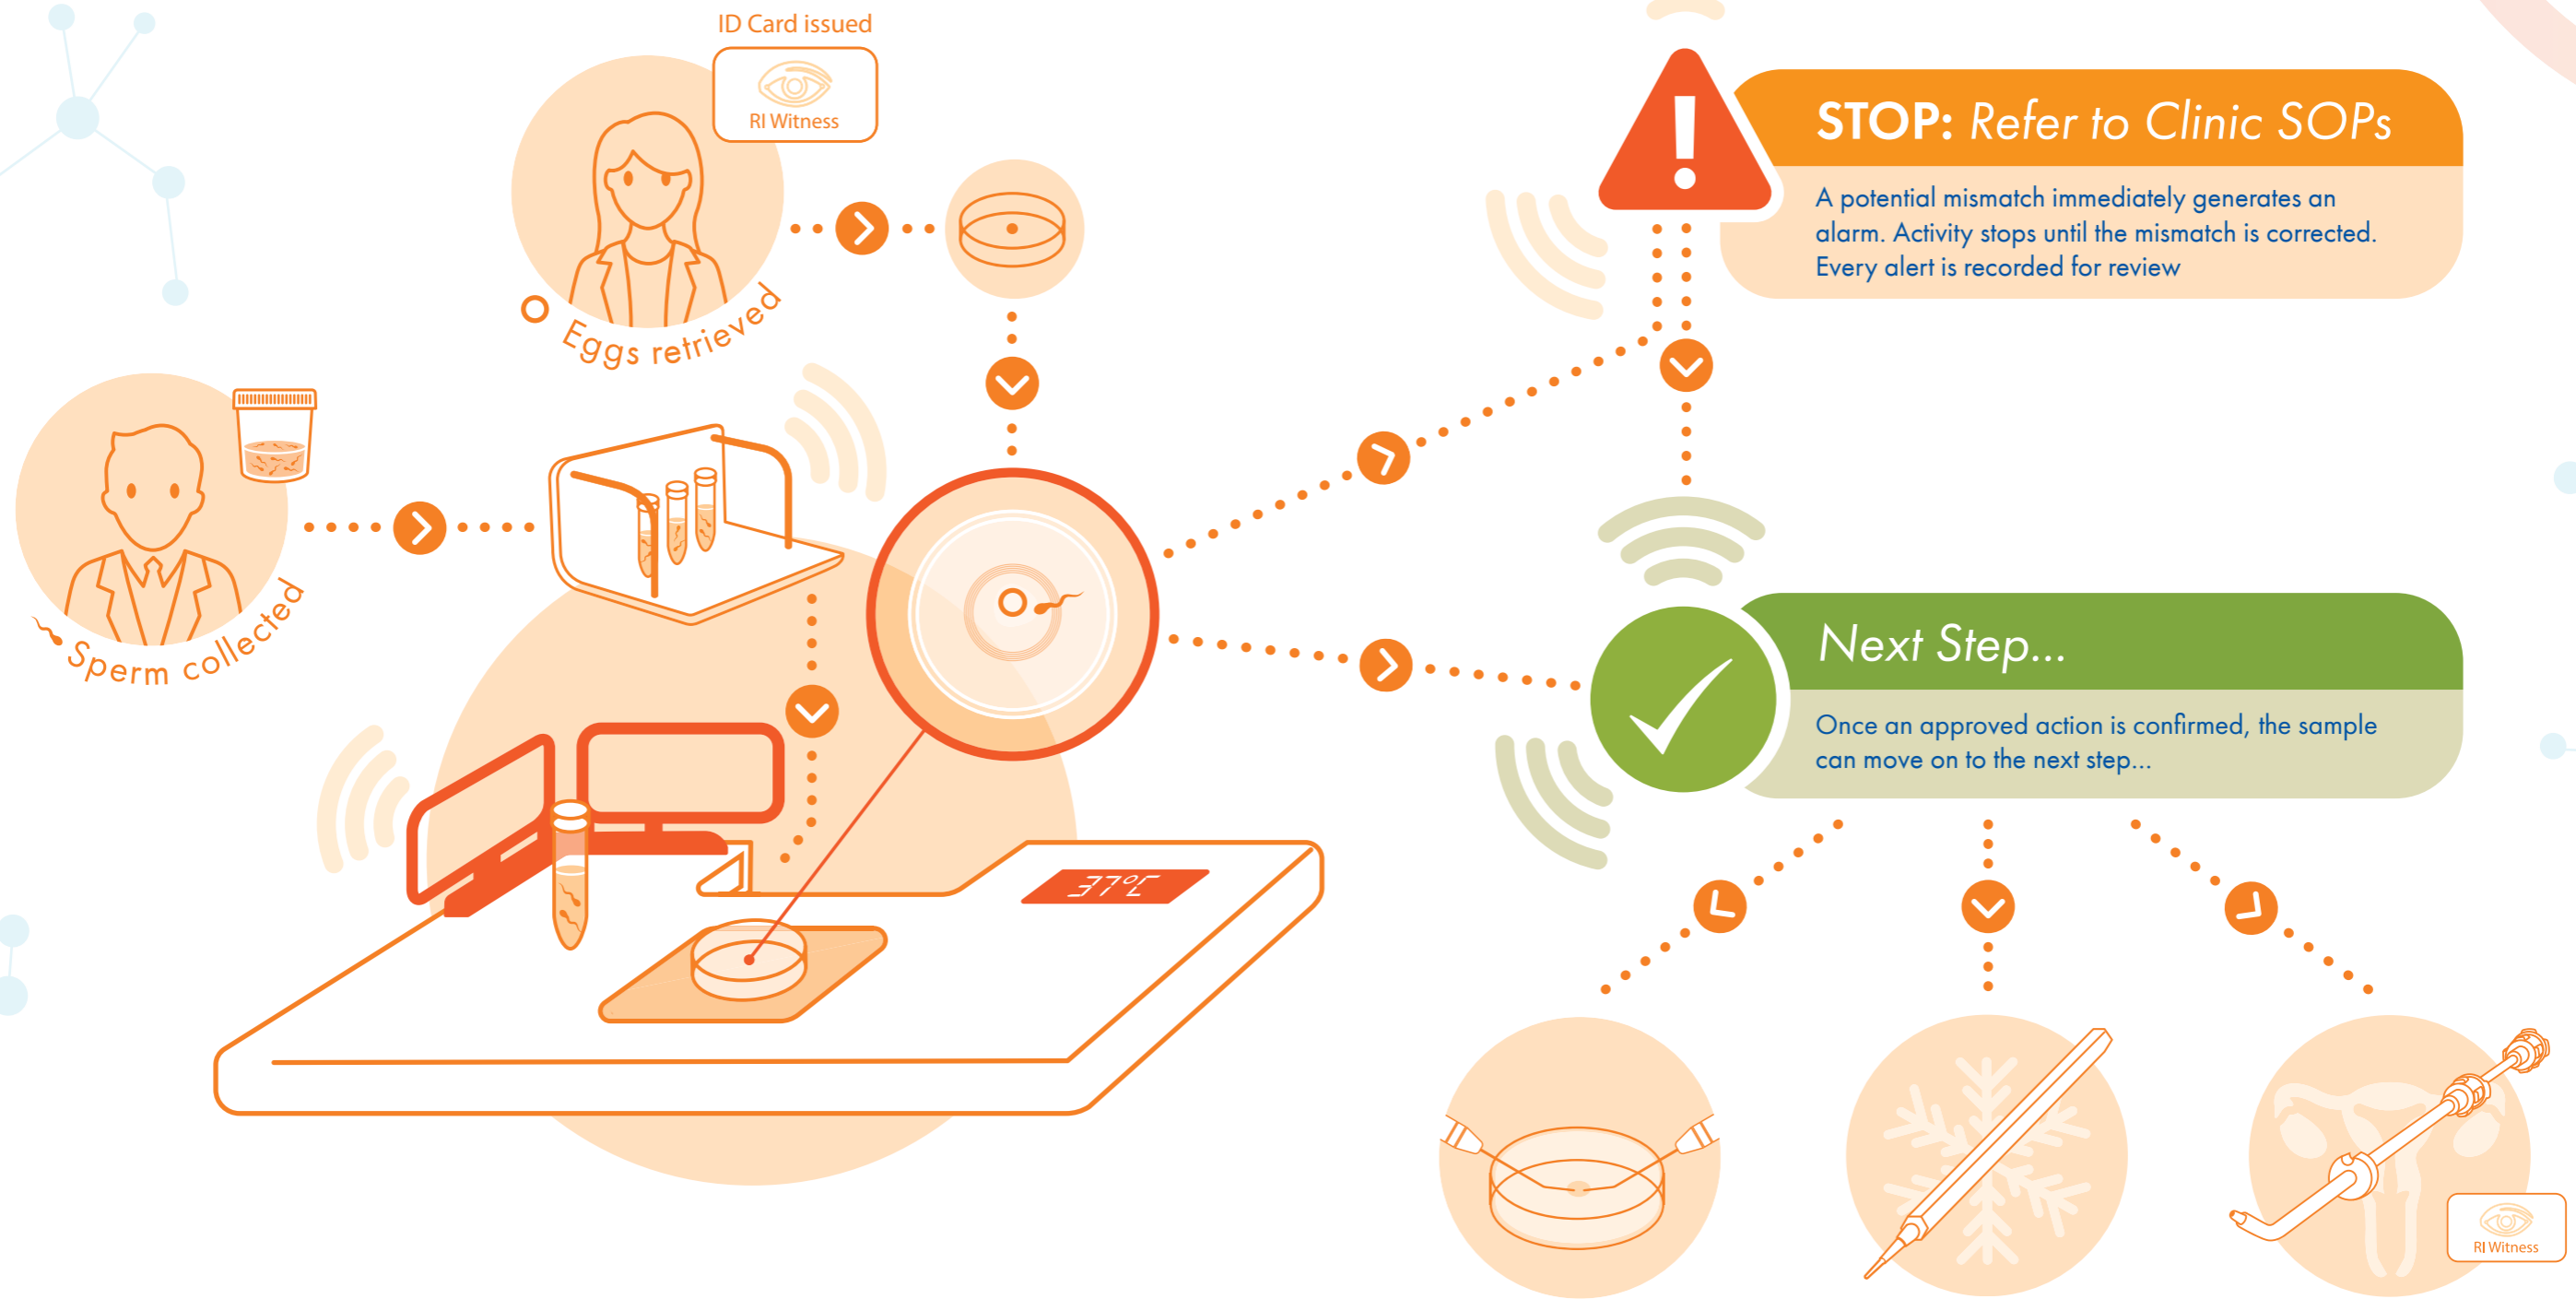 ID Card issued
RI Witness
Eggs retrieved
Sperm collected
STOP: Refer to Clinic SOPs
A potential mismatch immediately generates an
alarm. Activity stops until the mismatch is corrected.
Every alert is recorded for review
Next Step...
Once an approved action is confirmed, the sample
can move on to the next step...
37°C
RI Witness